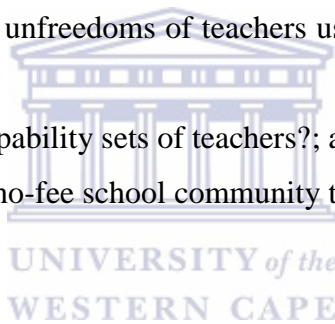 unfreedoms of teachers us
pability sets of teachers?; a
no-fee school community t
UNIVERSITY of the
WESTERN CAPE